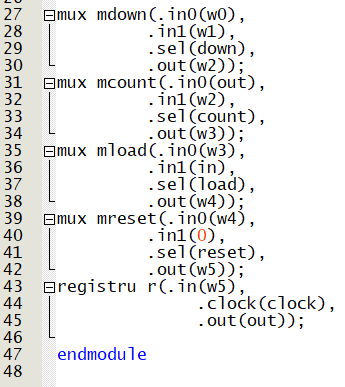 27 mux mdown(.in0(w0),
28 .in1(w1),
29 .sel(down),
30 .out(w2));
31 mux mcount(.in0(out),
32 .in1(w2),
33 .sel(count),
34 .out(w3));
35 mux mload(.in0(w3),
36 .in1(in),
37 .sel(load),
38 .out(w4));
39 mux mreset(.in0(w4),
40 .in1(0),
41 .sel(reset),
42 .out(w5));
43 registru r(.in(w5),
44 .clock(clock),
45 .out(out));
46
47 endmodule
48